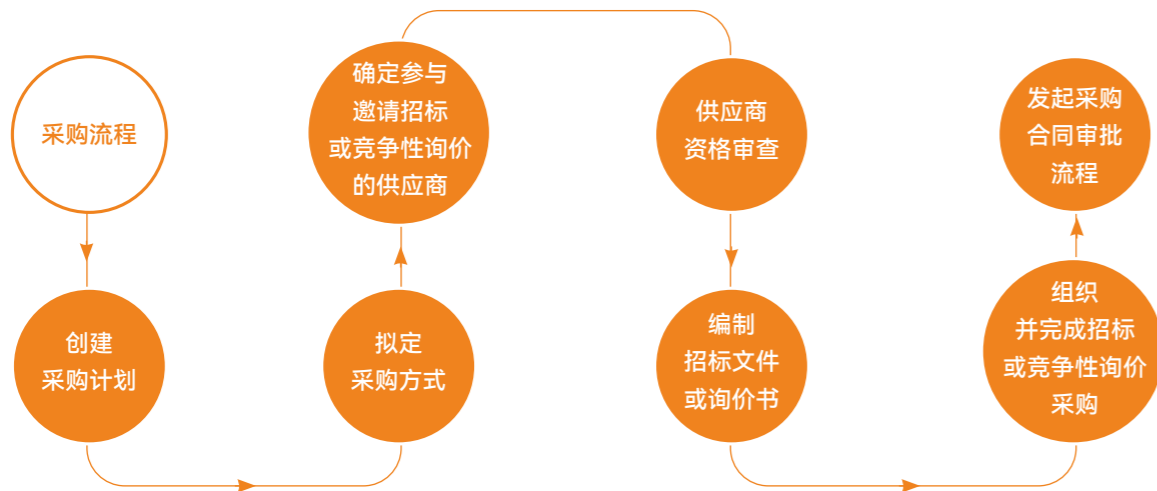 采购流程
创建
采购计划
拟定
采购方式
确定参与
邀请招标
或竞争性询价
的供应商
供应商
资格审查
编制
招标文件
或询价书
组织
并完成招标
或竞争性询价
采购
发起采购
合同审批
流程